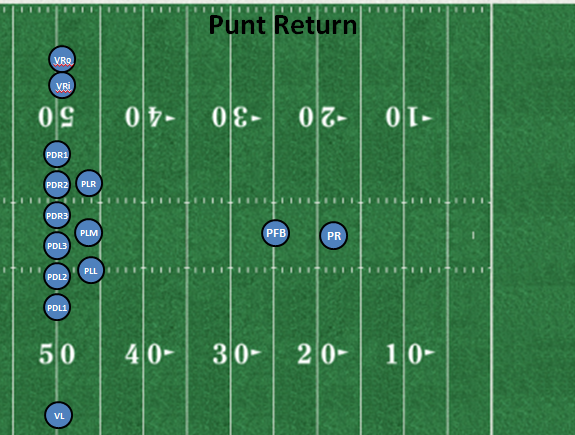 Punt Return
VRo
VRi
50 40 30 20 10
PDR1
PDR2 PLR
PDR3
PLM PFB PR
PDL3
PLL
PDL2
PDL1
50 40 30 20 10
VL